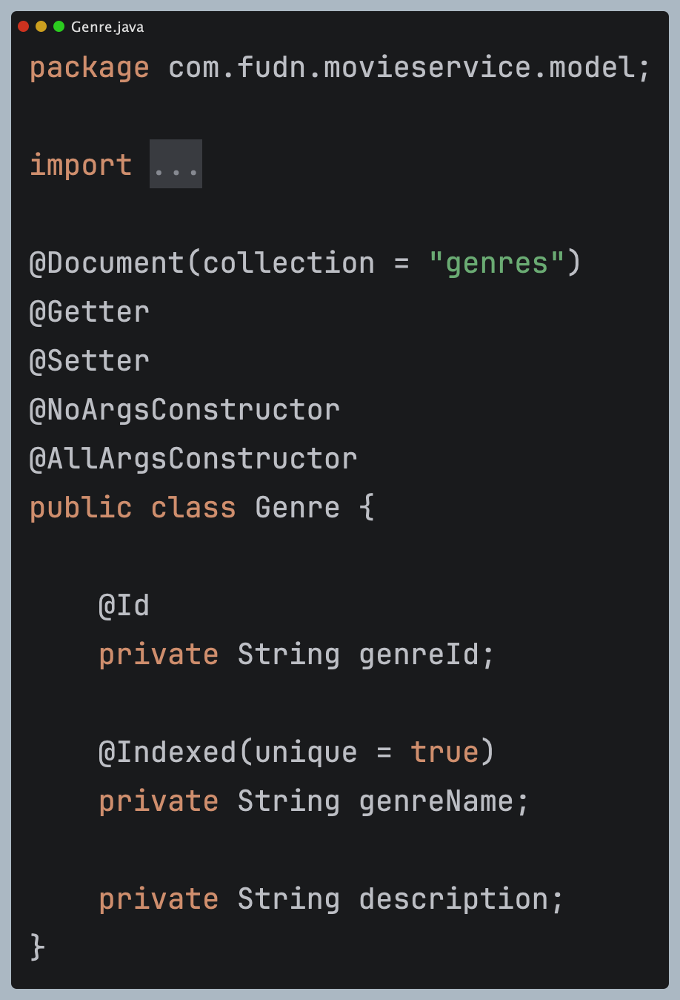 Genre.java
package com.fudn.movieservice.model;
import ...
@Document(collection = "genres")
@Getter
@Setter
@NoArgsConstructor
@AllArgsConstructor
public class Genre {
    @Id
    private String genreId;
    @Indexed(unique = true)
    private String genreName;
    private String description;
}